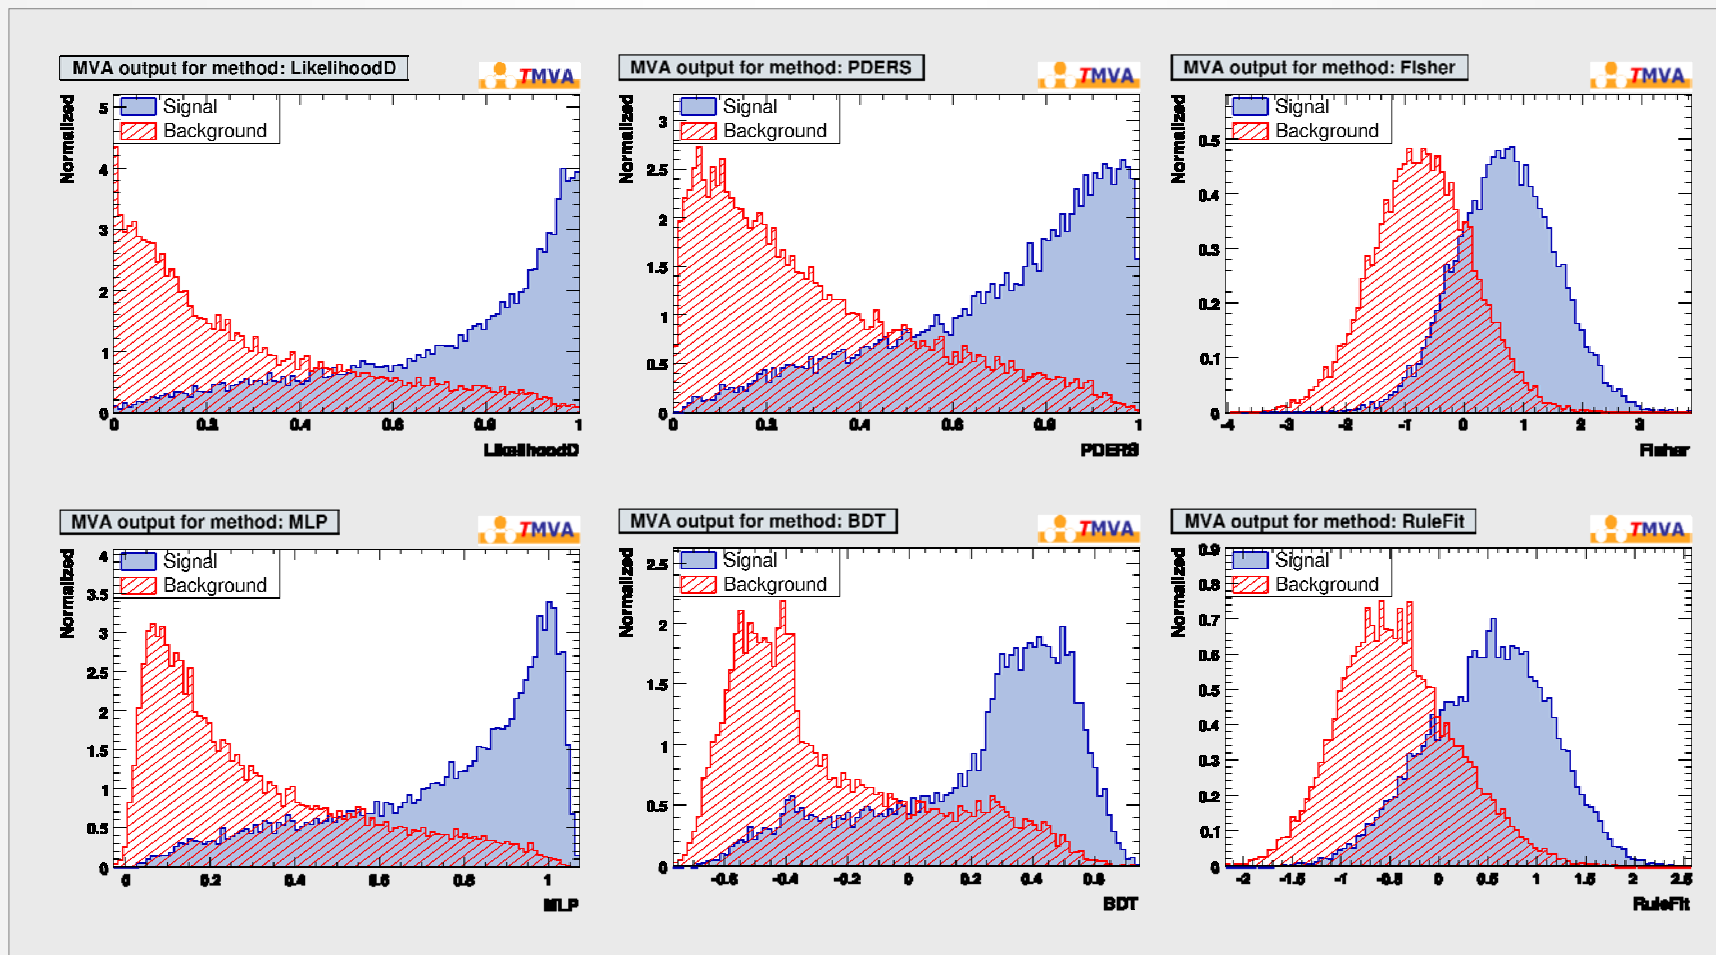 MVA output for method: LikelihoodD
TMVA
Signal
Background
Normalized
5
4
3
2
1
0
0 0.2 0.4 0.6 0.8 1
LikelihoodD
MVA output for method: PDERS
TMVA
Signal
Background
Normalized
3
2.5
2
1.5
1
0.5
0
0 0.2 0.4 0.6 0.8 1
PDERS
MVA output for method: Fisher
TMVA
Signal
Background
Normalized
0.5
0.4
0.3
0.2
0.1
0
-4 -3 -2 -1 0 1 2 3
Fisher
MVA output for method: MLP
TMVA
Signal
Background
Normalized
4
3.5
3
2.5
2
1.5
1
0.5
0
0 0.2 0.4 0.6 0.8 1
MLP
MVA output for method: BDT
TMVA
Signal
Background
Normalized
2.5
2
1.5
1
0.5
0
-0.6 -0.4 -0.2 0 0.2 0.4 0.6
BDT
MVA output for method: RuleFit
TMVA
Signal
Background
Normalized
0.9
0.8
0.7
0.6
0.5
0.4
0.3
0.2
0.1
0
-2 -1.5 -1 -0.5 0 0.5 1 1.5 2 2.5
RuleFit